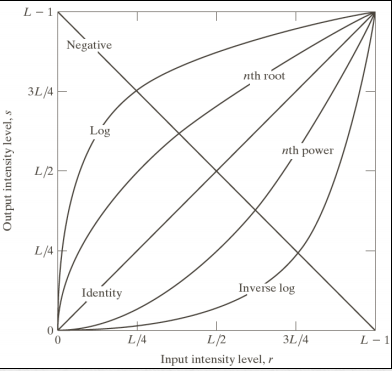 L − 1
Negative
nth root
3L/4
Log
nth power
L/2
L/4
Identity
Inverse log
0
0
L/4
L/2
3L/4
L − 1
Output intensity level, s
Input intensity level, r